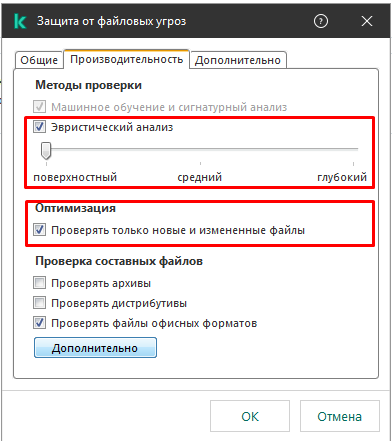 Защита от файловых угроз
Общие Производительность Дополнительно
Методы проверки
Машинное обучение и сигнатурный анализ
Эвристический анализ
поверхностный средний глубокий
Оптимизация
Проверять только новые и измененные файлы
Проверка составных файлов
Проверять архивы
Проверять дистрибутивы
Проверять файлы офисных форматов
Дополнительно
ОК Отмена